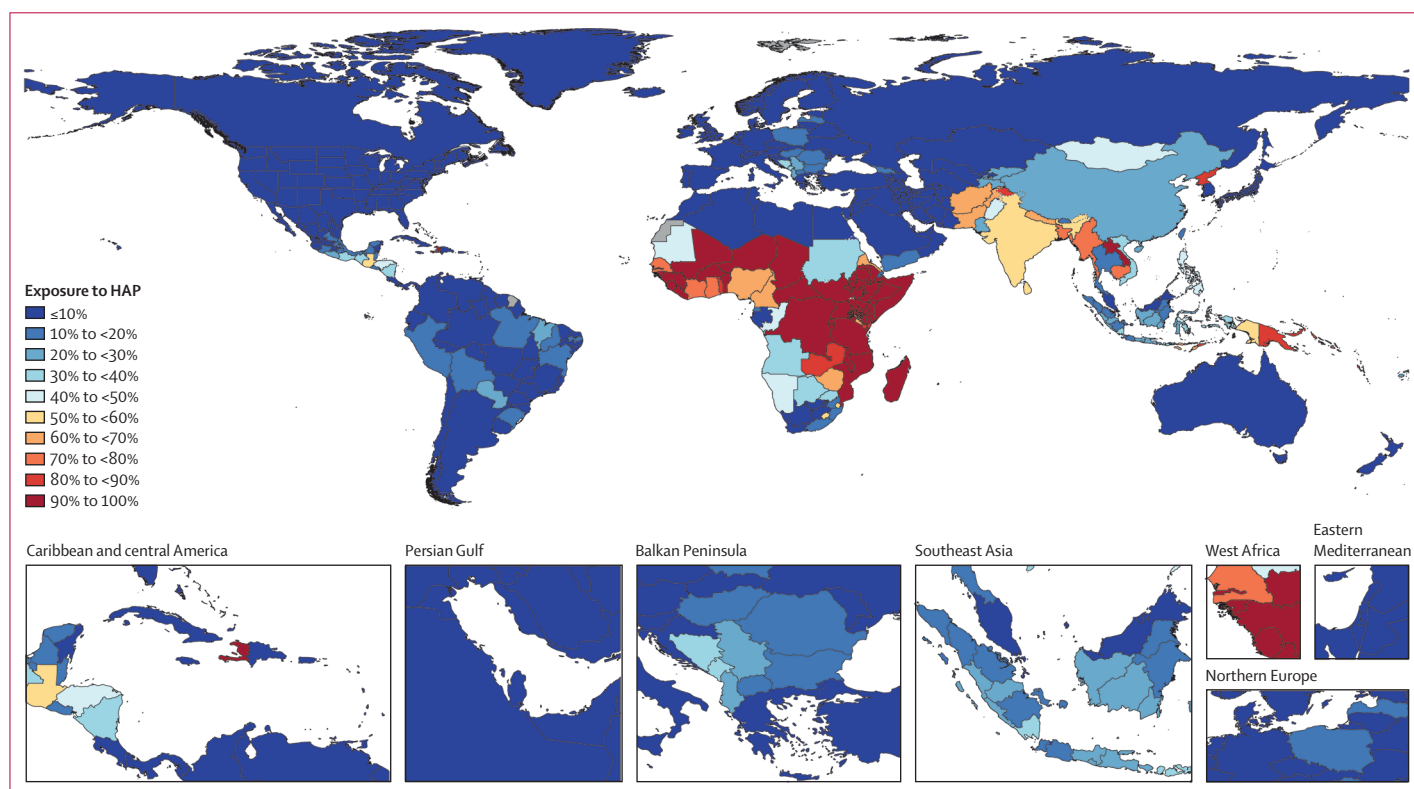 Exposure to HAP
≤10%
10% to <20%
20% to <30%
30% to <40%
40% to <50%
50% to <60%
60% to <70%
70% to <80%
80% to <90%
90% to 100%
Caribbean and central America
Persian Gulf
Balkan Peninsula
Southeast Asia
West Africa
Eastern
Mediterranean
Northern Europe